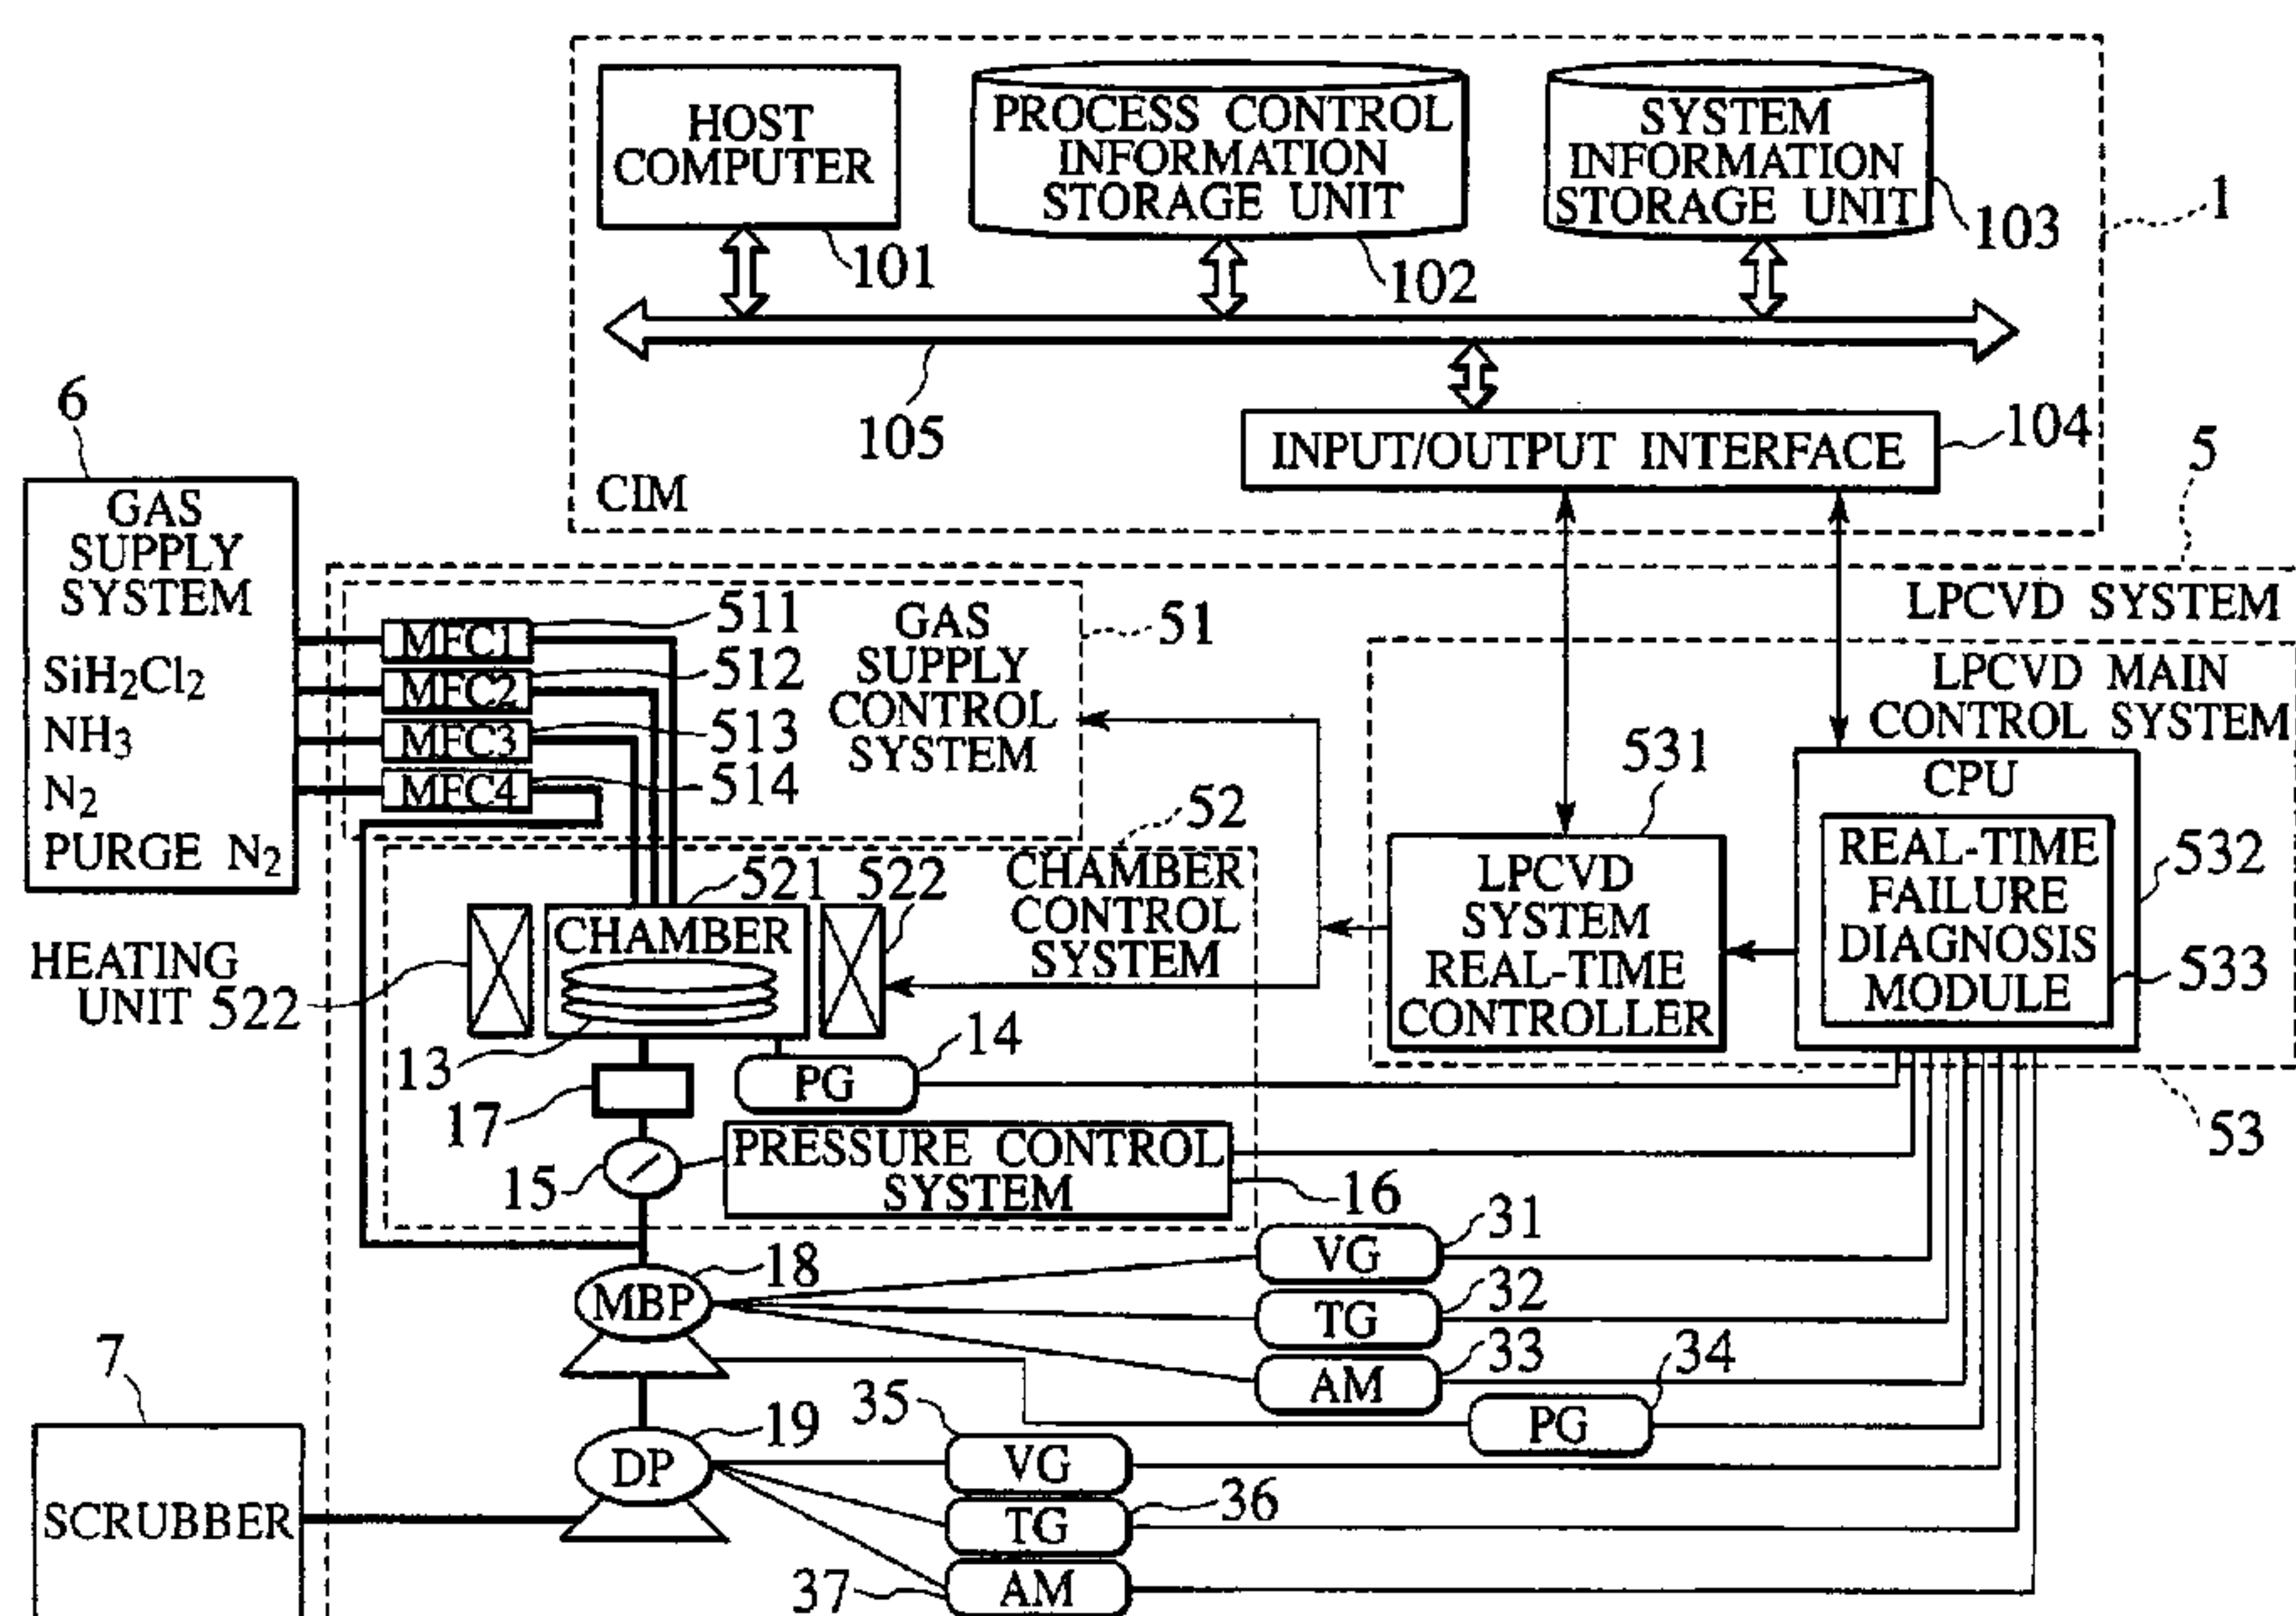 HOST
COMPUTER
101
PROCESS CONTROL
INFORMATION
STORAGE UNIT
102
SYSTEM
INFORMATION
STORAGE UNIT
103
1
105
INPUT/OUTPUT INTERFACE
104
CIM
5
LPCVD SYSTEM
6
GAS
SUPPLY
SYSTEM
SiH2Cl2
NH3
N2
PURGE N2
MFC1
511
MFC2
512
MFC3
513
MFC4
514
GAS
SUPPLY
CONTROL
SYSTEM
51
LPCVD MAIN
CONTROL SYSTEM
531
LPCVD
SYSTEM
REAL-TIME
CONTROLLER
CPU
REAL-TIME
FAILURE
DIAGNOSIS
MODULE
532
533
53
52
CHAMBER
CONTROL
SYSTEM
521
522
CHAMBER
HEATING
UNIT 522
13
14
PG
17
15
PRESSURE CONTROL
SYSTEM
16
18
MBP
VG
31
TG
32
AM
33
PG
34
7
SCRUBBER
19
DP
35
VG
TG
36
AM
37